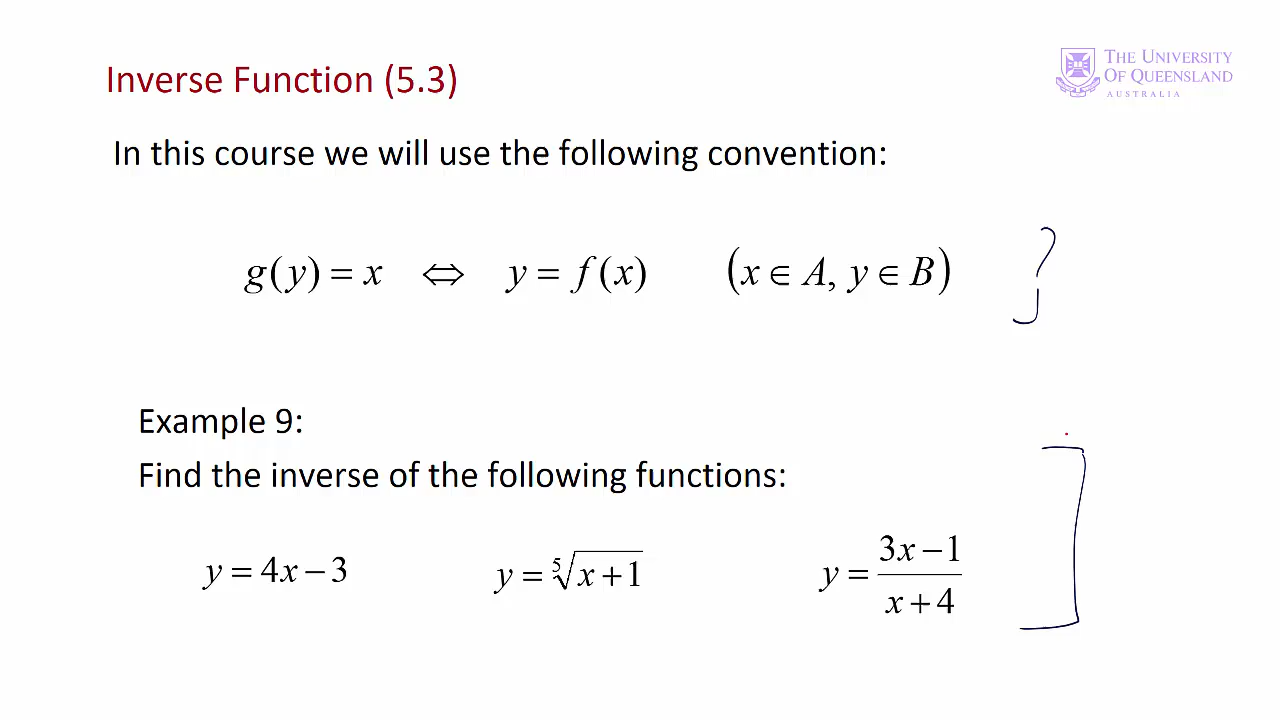 Inverse Function (5.3)
THE UNIVERSITY
OF QUEENSLAND
AUSTRALIA
In this course we will use the following convention:
g(y) = x ⇔ y = f(x) (x ∈ A, y ∈ B)
Example 9:
Find the inverse of the following functions:
y = 4x − 3 y = ⁵√(x + 1) y = (3x − 1)/(x + 4)